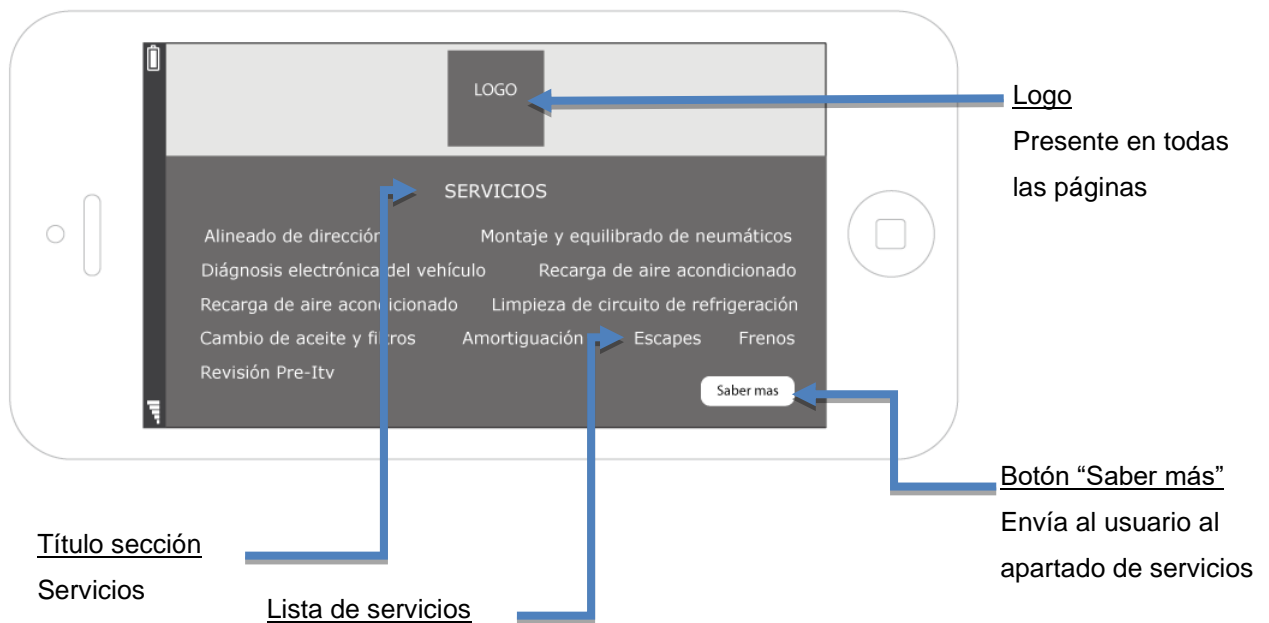 LOGO
SERVICIOS
Alineado de dirección Montaje y equilibrado de neumáticos
Diágnosis electrónica del vehículo Recarga de aire acondicionado
Recarga de aire acondicionado Limpieza de circuito de refrigeración
Cambio de aceite y filtros Amortiguación Escapes Frenos
Revisión Pre-Itv
Saber mas
Logo
Presente en todas
las páginas
Botón “Saber más”
Envía al usuario al
apartado de servicios
Título sección
Servicios
Lista de servicios